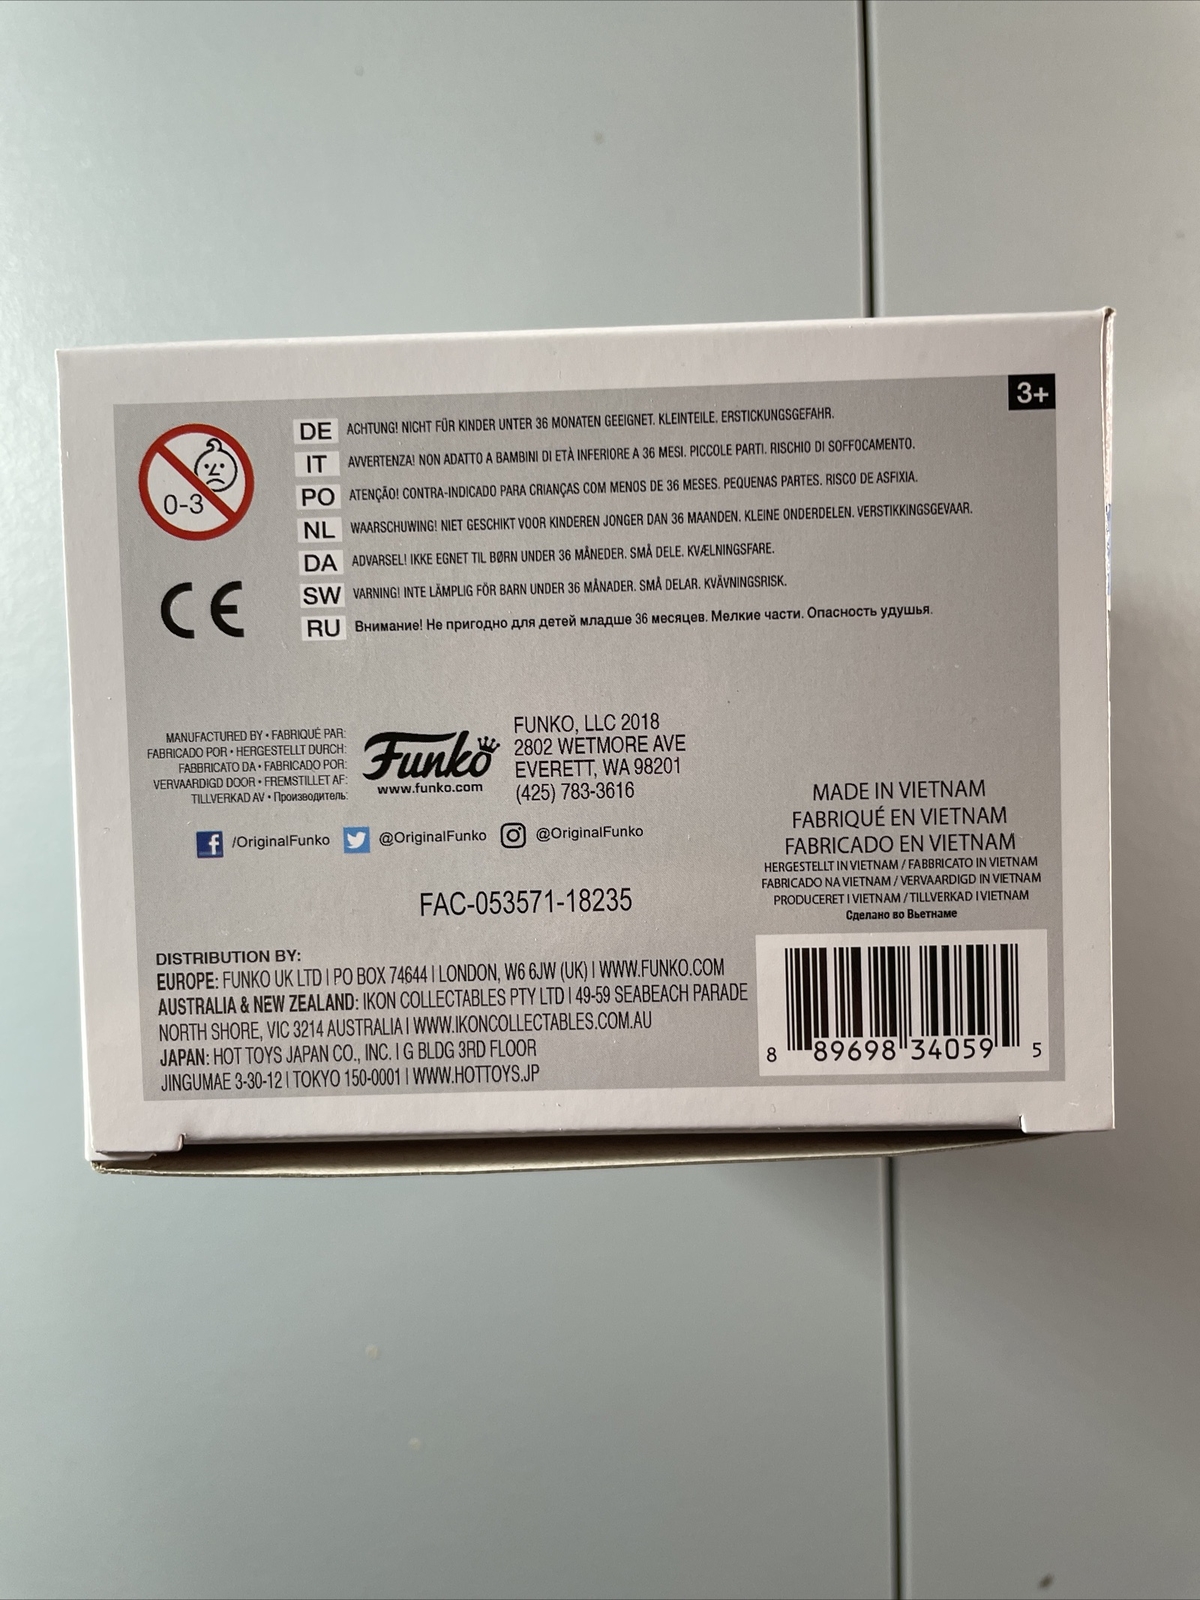 3+
0-3
DE ACHTUNG! NICHT FÜR KINDER UNTER 36 MONATEN GEEIGNET. KLEINTEILE. ERSTICKUNGSGEFAHR.
IT AVVERTENZA! NON ADATTO A BAMBINI DI ETÀ INFERIORE A 36 MESI. PICCOLE PARTI. RISCHIO DI SOFFOCAMENTO.
PO ATENÇÃO! CONTRA-INDICADO PARA CRIANÇAS COM MENOS DE 36 MESES. PEQUENAS PARTES. RISCO DE ASFIXIA.
NL WAARSCHUWING! NIET GESCHIKT VOOR KINDEREN JONGER DAN 36 MAANDEN. KLEINE ONDERDELEN. VERSTIKKINGSGEVAAR.
DA ADVARSEL! IKKE EGNET TIL BØRN UNDER 36 MÅNEDER. SMÅ DELE. KVÆLNINGSFARE.
SW VARNING! INTE LÄMPLIG FÖR BARN UNDER 36 MÅNADER. SMÅ DELAR. KVÄVNINGSRISK.
RU Внимание! Не пригодно для детей младше 36 месяцев. Мелкие части. Опасность удушья.
CE
MANUFACTURED BY • FABRIQUÉ PAR:
FABRICADO POR • HERGESTELLT DURCH:
FABBRICATO DA • FABRICADO POR:
VERVAARDIGD DOOR • FREMSTILLET AF:
TILLVERKAD AV • Производитель:
Funko
www.funko.com
FUNKO, LLC 2018
2802 WETMORE AVE
EVERETT, WA 98201
(425) 783-3616
/OriginalFunko @OriginalFunko @OriginalFunko
FAC-053571-18235
MADE IN VIETNAM
FABRIQUÉ EN VIETNAM
FABRICADO EN VIETNAM
HERGESTELLT IN VIETNAM / FABBRICATO IN VIETNAM
FABRICADO NA VIETNAM / VERVAARDIGD IN VIETNAM
PRODUCERET I VIETNAM / TILLVERKAD I VIETNAM
Сделано во Вьетнаме
DISTRIBUTION BY:
EUROPE: FUNKO UK LTD | PO BOX 74644 | LONDON, W6 6JW (UK) | WWW.FUNKO.COM
AUSTRALIA & NEW ZEALAND: IKON COLLECTABLES PTY LTD | 49-59 SEABEACH PARADE
NORTH SHORE, VIC 3214 AUSTRALIA | WWW.IKONCOLLECTABLES.COM.AU
JAPAN: HOT TOYS JAPAN CO., INC. | G BLDG 3RD FLOOR
JINGUMAE 3-30-12 | TOKYO 150-0001 | WWW.HOTTOYS.JP
8 89698 34059 5